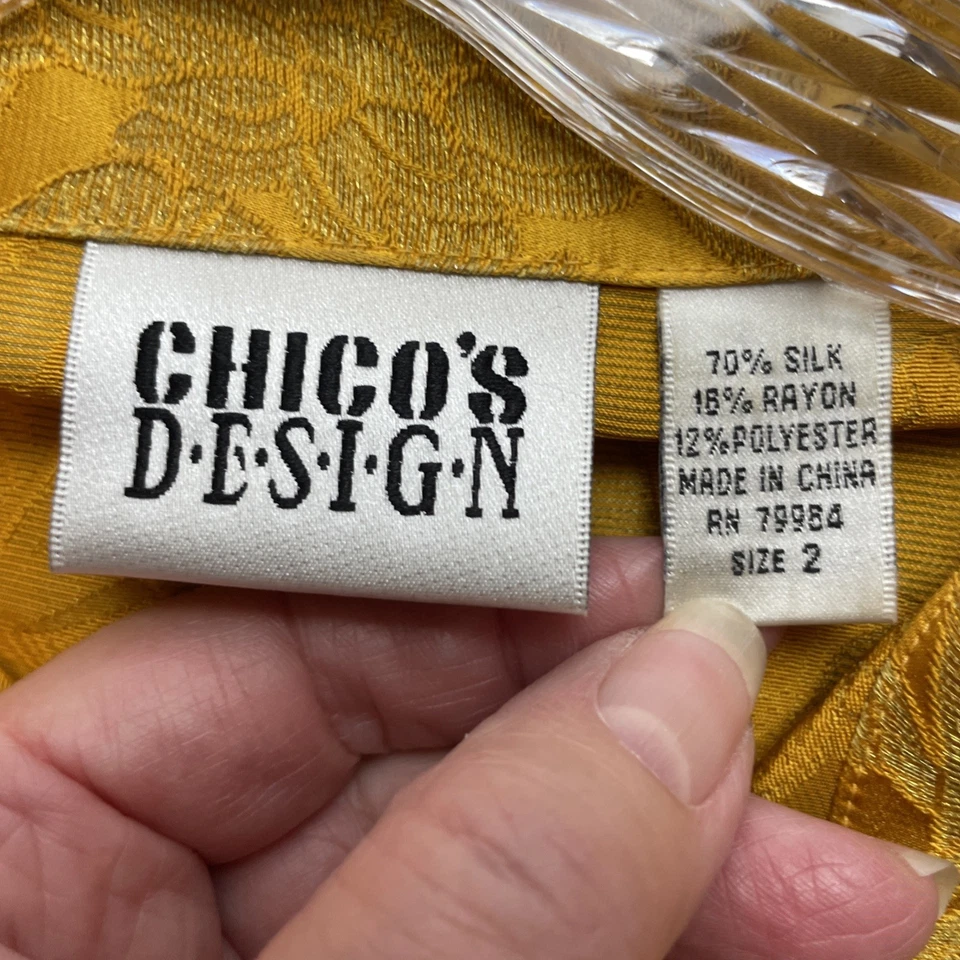 CHICO'S
D·E·S·I·G·N
70% SILK
18% RAYON
12%POLYESTER
MADE IN CHINA
RN 79984
SIZE 2